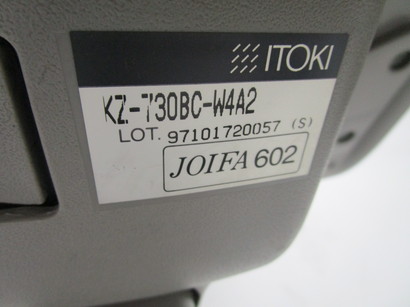 ITOKI
KZ-730BC-W4A2
LOT. 97101720057 (S)
JOIFA 602